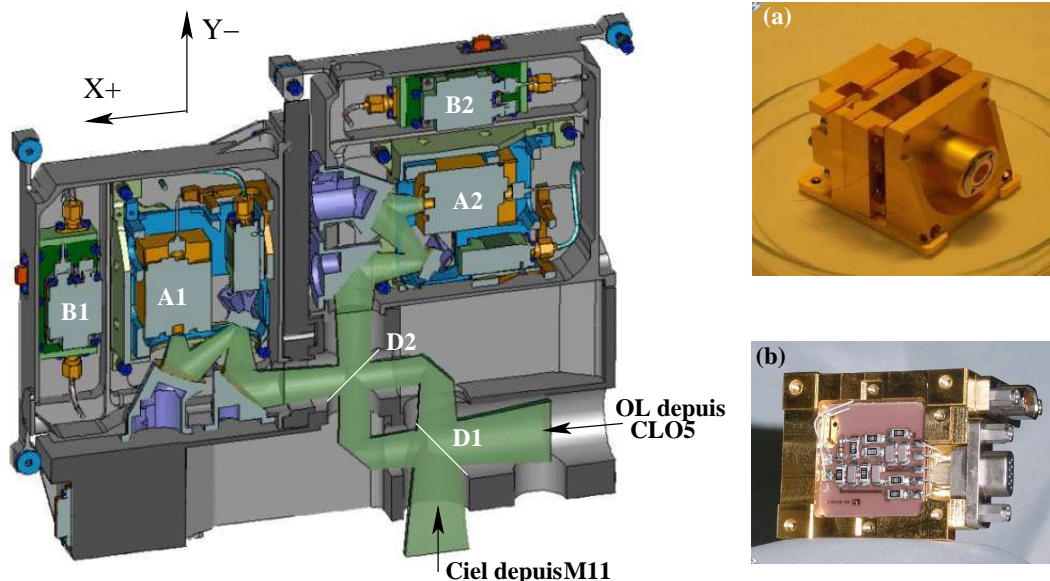 Y−
X+
B2
A2
B1
A1
D2
D1
OL depuis
CLO5
Ciel depuisM11
(a)
(b)